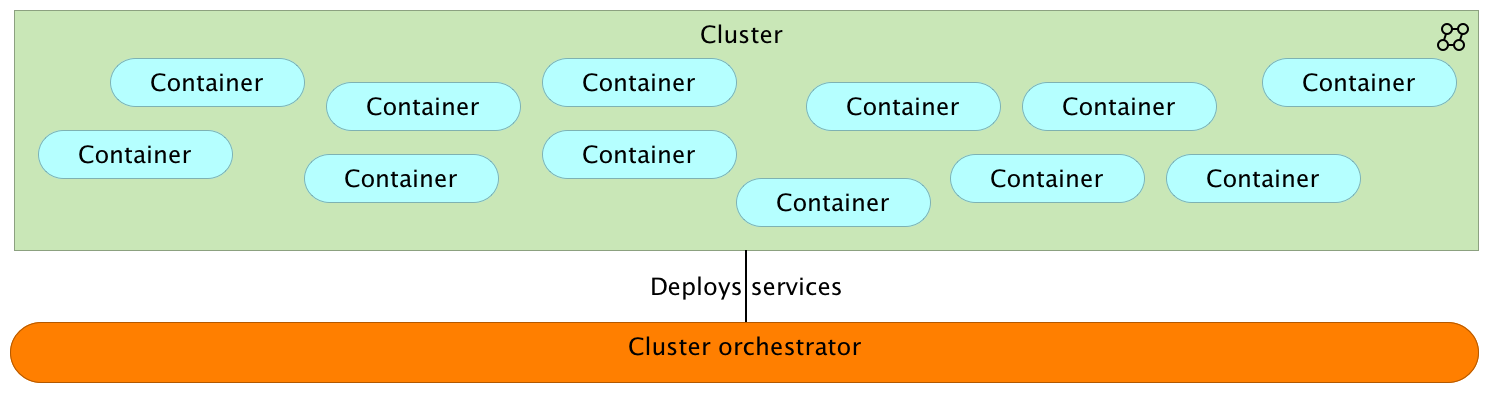 Cluster
Container
Container
Container
Container
Container
Container
Container
Container
Container
Container
Container
Container
Deploys services
Cluster orchestrator